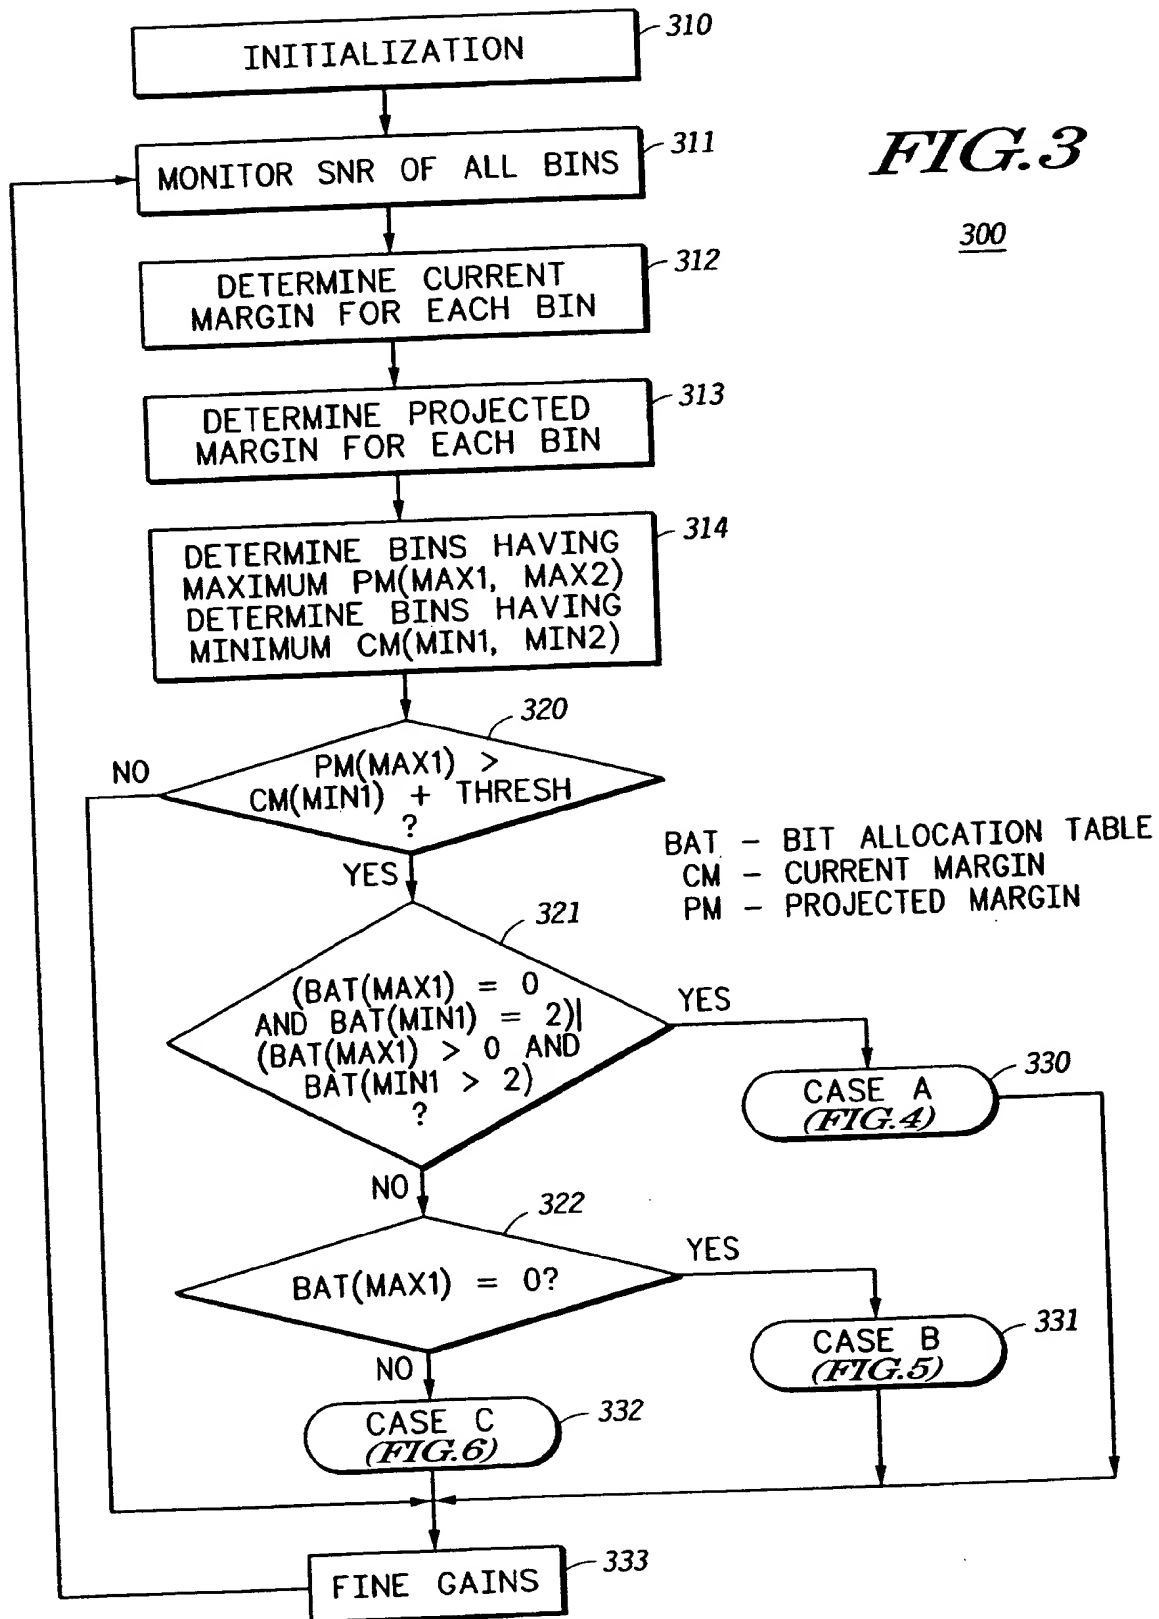 INITIALIZATION
310
FIG.3
300
MONITOR SNR OF ALL BINS
311
DETERMINE CURRENT
MARGIN FOR EACH BIN
312
DETERMINE PROJECTED
MARGIN FOR EACH BIN
313
DETERMINE BINS HAVING
MAXIMUM PM(MAX1, MAX2)
DETERMINE BINS HAVING
MINIMUM CM(MIN1, MIN2)
314
320
PM(MAX1) >
CM(MIN1) + THRESH
?
NO
YES
BAT – BIT ALLOCATION TABLE
CM – CURRENT MARGIN
PM – PROJECTED MARGIN
321
(BAT(MAX1) = 0
AND BAT(MIN1) = 2)|
(BAT(MAX1) > 0 AND
BAT(MIN1 > 2)
?
YES
NO
CASE A
(FIG.4)
330
322
BAT(MAX1) = 0?
YES
NO
CASE B
(FIG.5)
331
CASE C
(FIG.6)
332
FINE GAINS
333